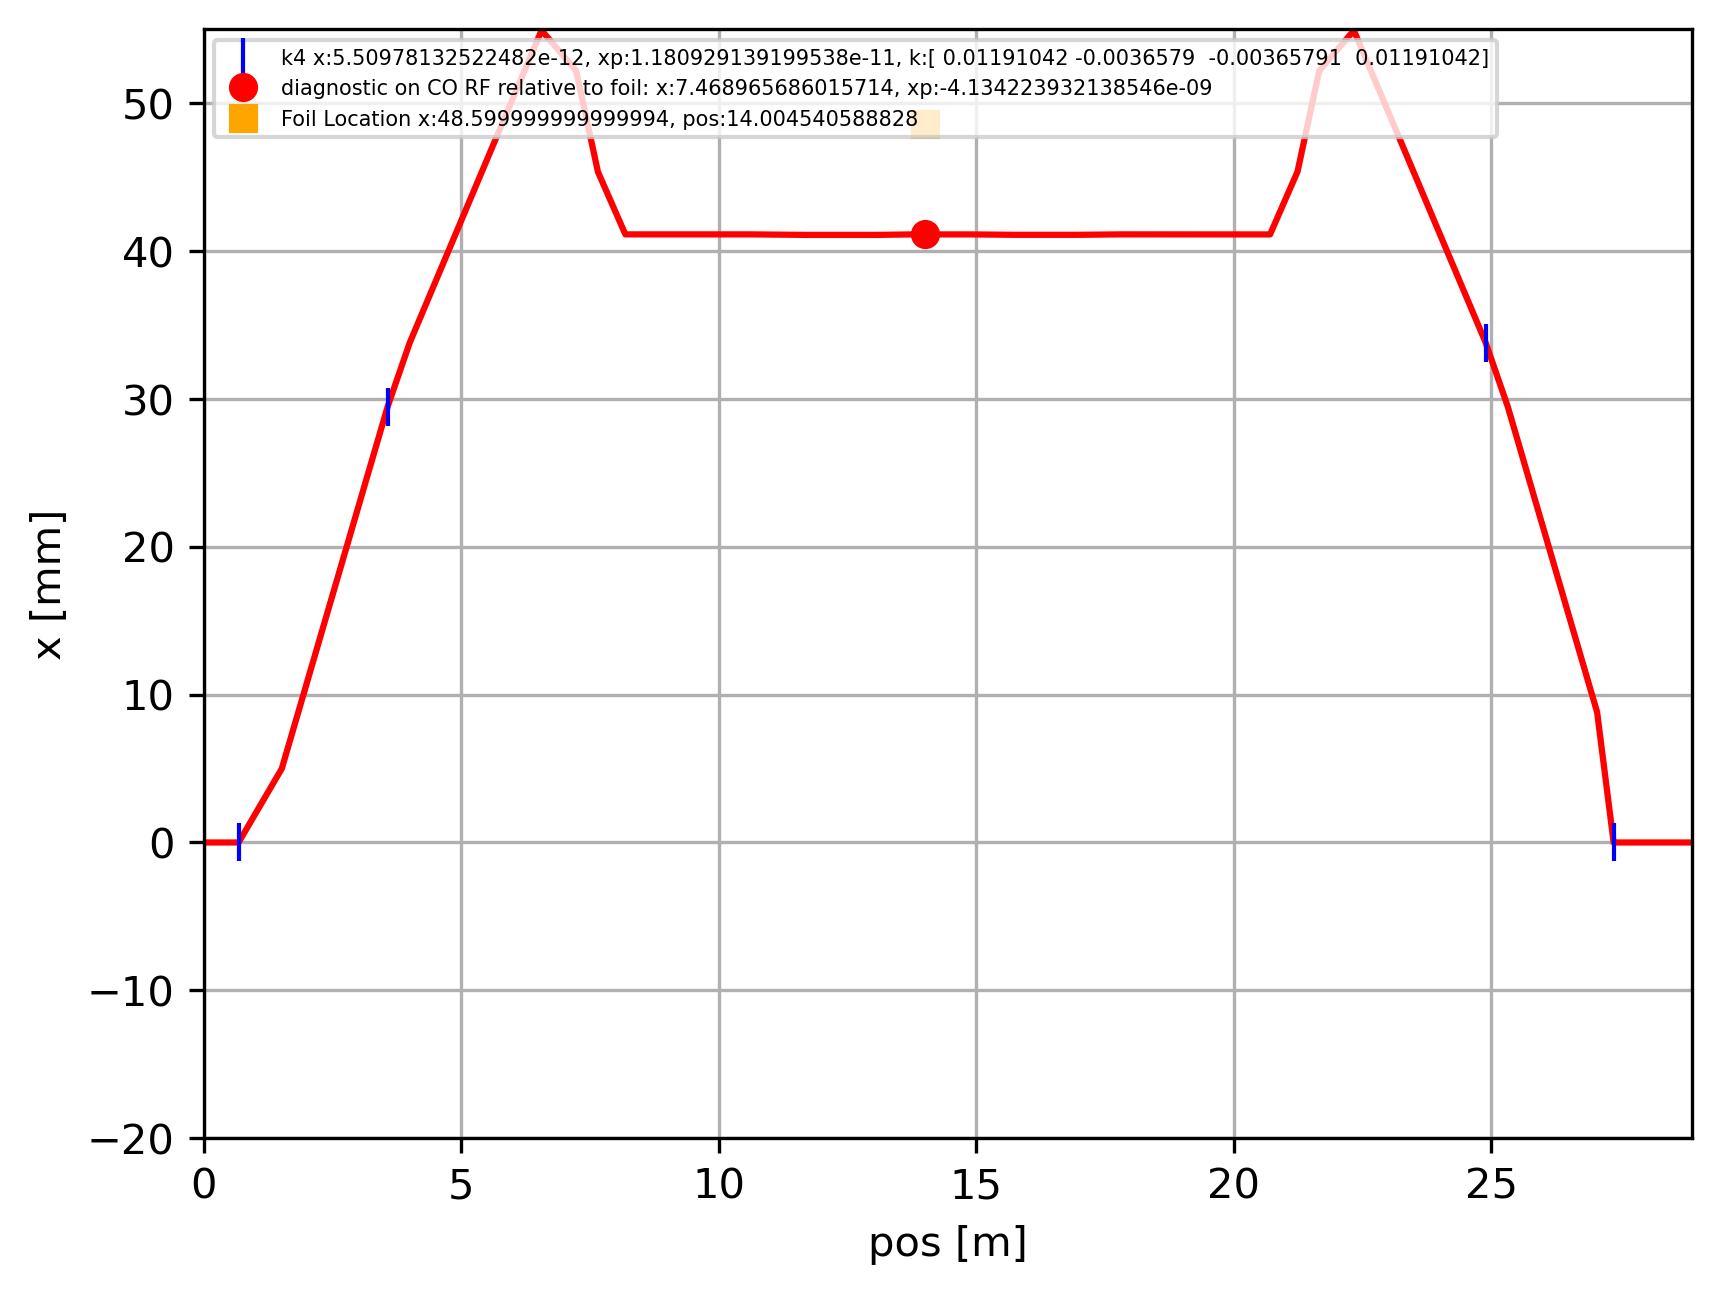 k4 x:5.50978132522482e-12, xp:1.180929139199538e-11, k:[ 0.01191042 -0.0036579  -0.00365791  0.01191042]
diagnostic on CO RF relative to foil: x:7.468965686015714, xp:-4.134223932138546e-09
Foil Location x:48.599999999999994, pos:14.004540588828
50
40
30
20
10
0
−10
−20
x [mm]
0 5 10 15 20 25
pos [m]